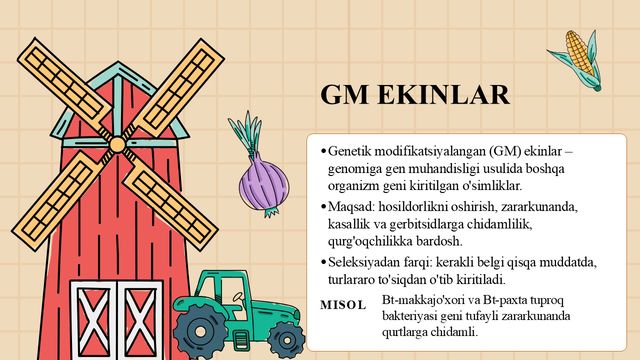 GM EKINLAR
•Genetik modifikatsiyalangan (GM) ekinlar –
genomiga gen muhandisligi usulida boshqa
organizm geni kiritilgan o'simliklar.
•Maqsad: hosildorlikni oshirish, zararkunanda,
kasallik va gerbitsidlarga chidamlilik,
qurg'oqchilikka bardosh.
•Seleksiyadan farqi: kerakli belgi qisqa muddatda,
turlararo to'siqdan o'tib kiritiladi.
MISOL
Bt-makkajo'xori va Bt-paxta tuproq
bakteriyasi geni tufayli zararkunanda
qurtlarga chidamli.